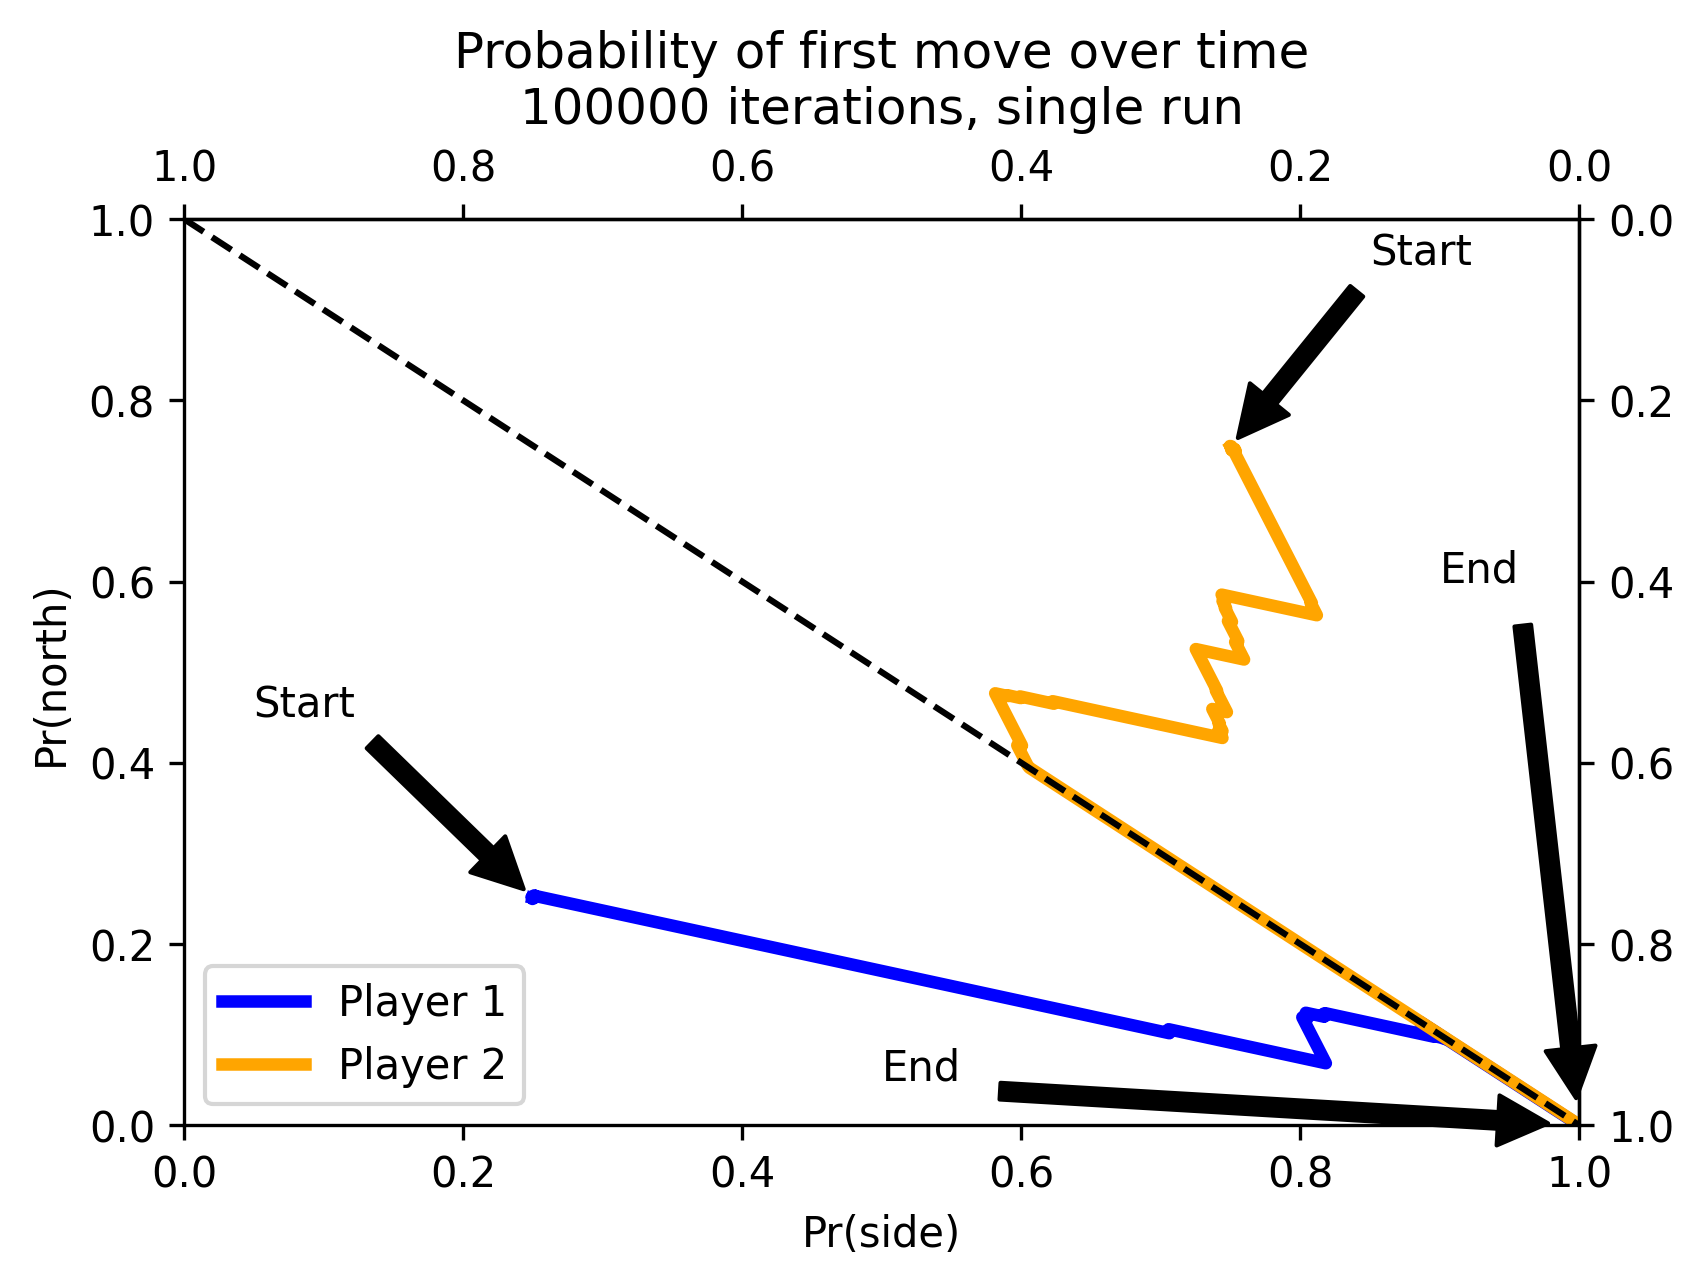 Probability of first move over time
100000 iterations, single run
1.0 0.8 0.6 0.4 0.2 0.0
1.0 0.0
Start
0.8 0.2
End
0.6 0.4
Pr(north)
Start
0.4 0.6
0.2 0.8
Player 1
End
Player 2
0.0 1.0
0.0 0.2 0.4 0.6 0.8 1.0
Pr(side)